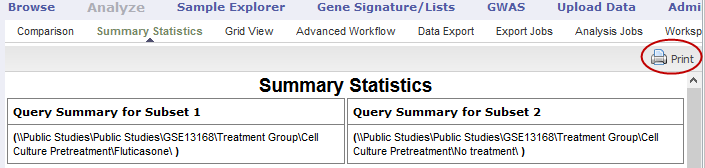 Browse Analyze Sample Explorer Gene Signature/Lists GWAS Upload Data Admi
Comparison Summary Statistics Grid View Advanced Workflow Data Export Export Jobs Analysis Jobs Worksp
Print
Summary Statistics
Query Summary for Subset 1
(\\Public Studies\Public Studies\GSE13168\Treatment Group\Cell
Culture Pretreatment\Fluticasone\ )
Query Summary for Subset 2
(\\Public Studies\Public Studies\GSE13168\Treatment Group\Cell
Culture Pretreatment\No treatment\ )